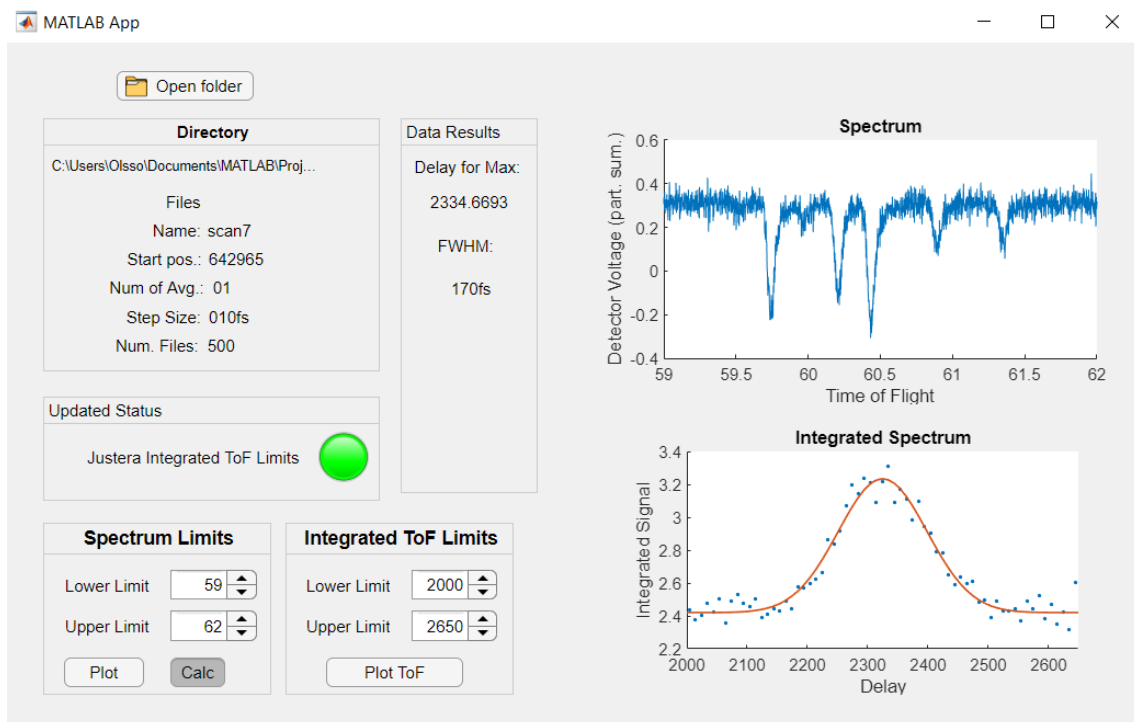 MATLAB App
Open folder
Directory
C:\Users\Olsso\Documents\MATLAB\Proj...
Files
Name: scan7
Start pos.: 642965
Num of Avg.: 01
Step Size: 010fs
Num. Files: 500
Data Results
Delay for Max:
2334.6693
FWHM:
170fs
Updated Status
Justera Integrated ToF Limits
Spectrum Limits
Lower Limit 59
Upper Limit 62
Plot Calc
Integrated ToF Limits
Lower Limit 2000
Upper Limit 2650
Plot ToF
Spectrum
Detector Voltage (part. sum.)
0.6
0.4
0.2
0
-0.2
-0.4
59 59.5 60 60.5 61 61.5 62
Time of Flight
Integrated Spectrum
Integrated Signal
3.4
3.2
3
2.8
2.6
2.4
2.2
2000 2100 2200 2300 2400 2500 2600
Delay